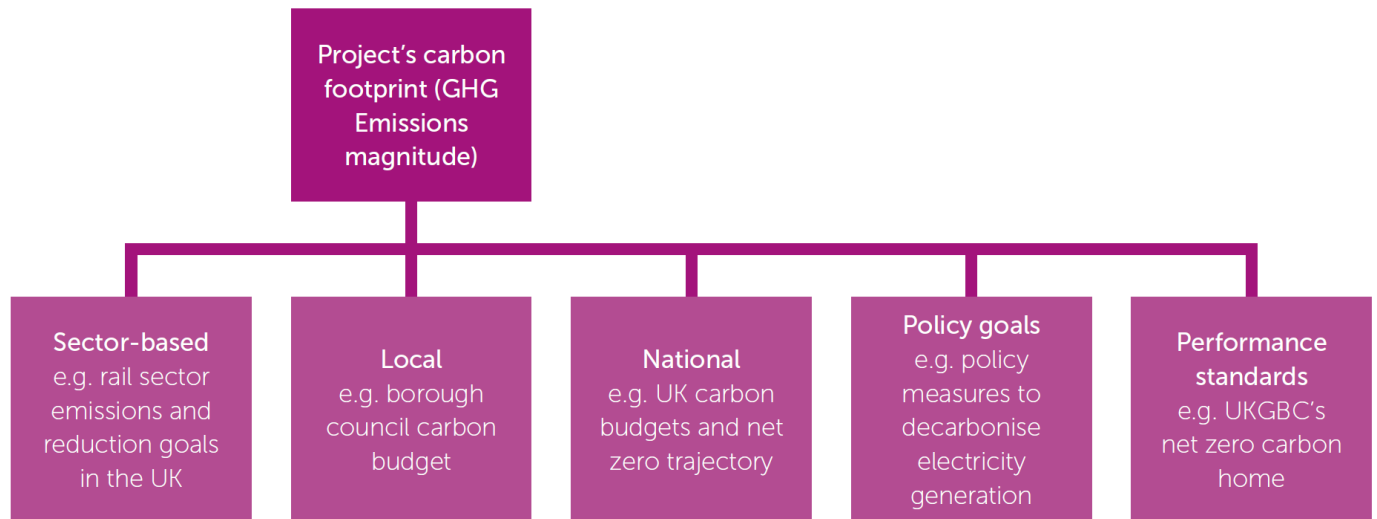 Project’s carbon
footprint (GHG
Emissions
magnitude)
Sector-based
e.g. rail sector
emissions and
reduction goals
in the UK
Local
e.g. borough
council carbon
budget
National
e.g. UK carbon
budgets and net
zero trajectory
Policy goals
e.g. policy
measures to
decarbonise
electricity
generation
Performance
standards
e.g. UKGBC’s
net zero carbon
home